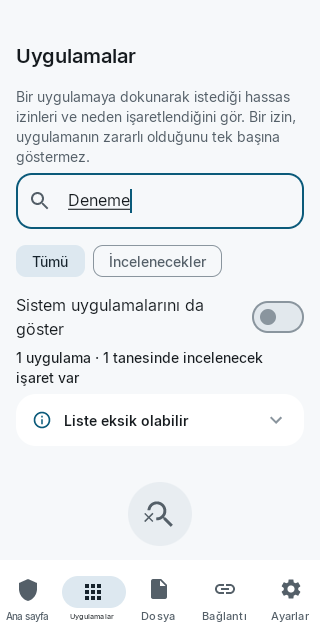 Uygulamalar
Bir uygulamaya dokunarak istediği hassas
izinleri ve neden işaretlendiğini gör. Bir izin,
uygulamanın zararlı olduğunu tek başına
göstermez.
Deneme
Tümü
İncelenecekler
Sistem uygulamalarını da
göster
1 uygulama · 1 tanesinde incelenecek
işaret var
Liste eksik olabilir
Ana sayfa
Uygulamalar
Dosya
Bağlantı
Ayarlar